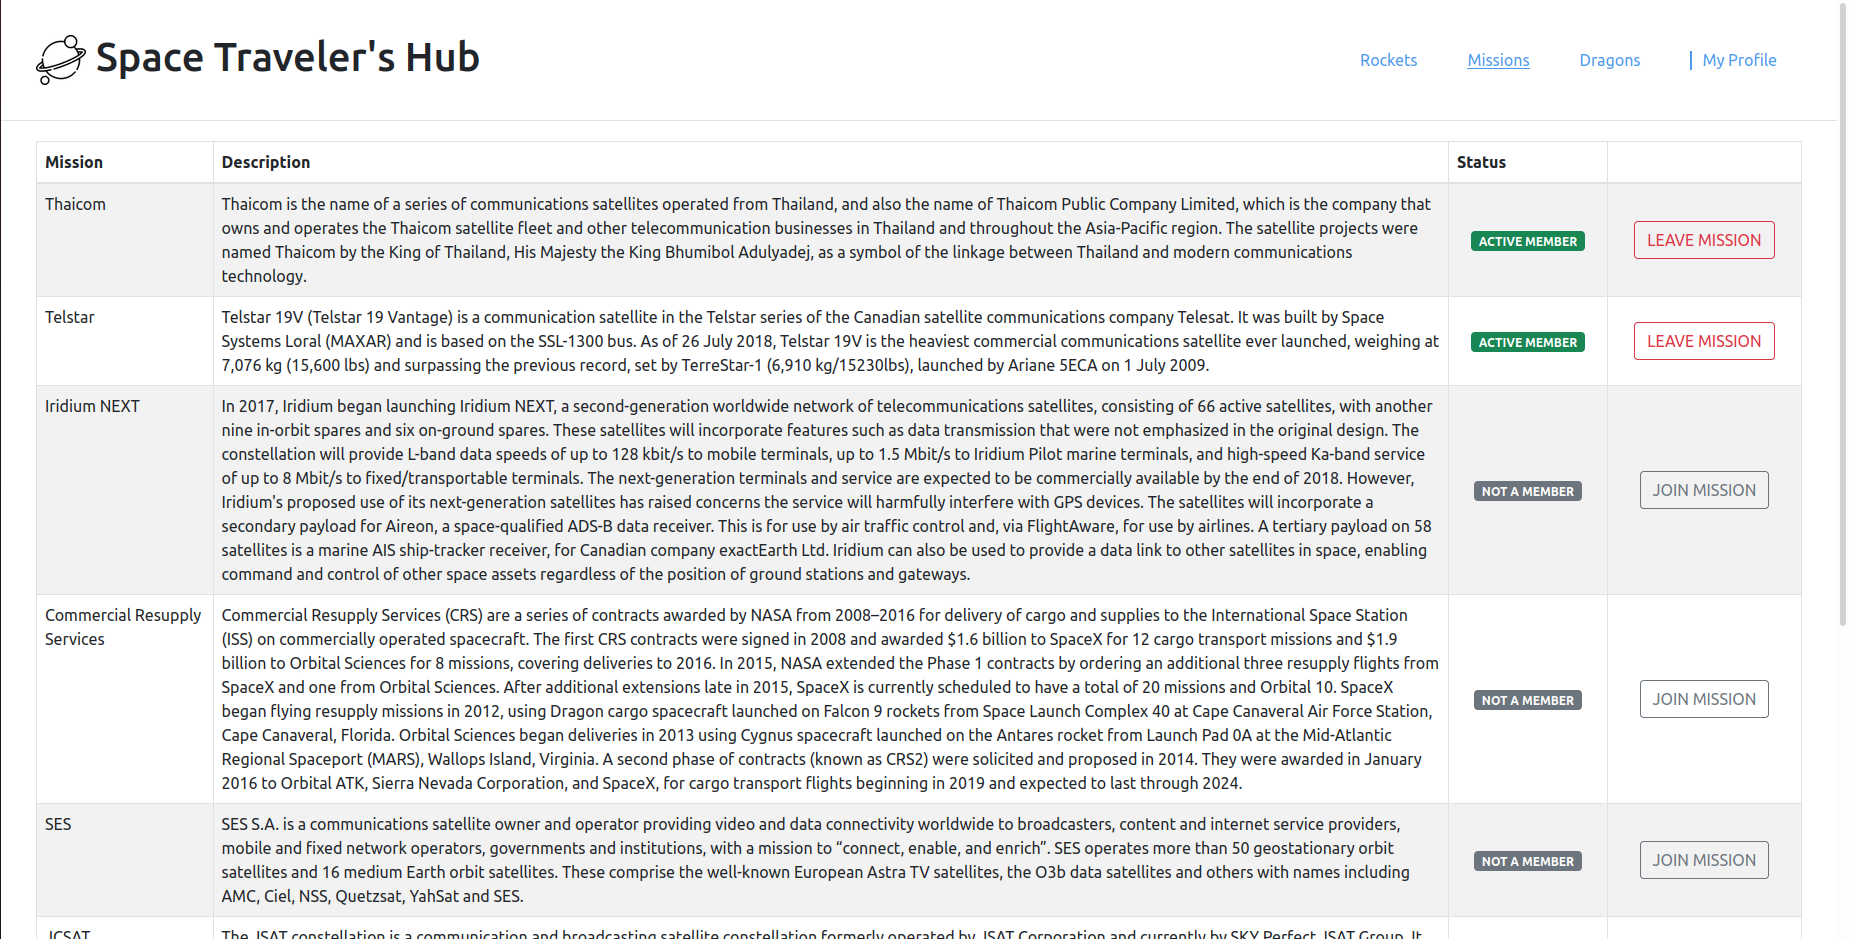 Space Traveler's Hub
Rockets
Missions
Dragons
My Profile
Mission
Description
Status
Thaicom
Thaicom is the name of a series of communications satellites operated from Thailand, and also the name of Thaicom Public Company Limited, which is the company that
owns and operates the Thaicom satellite fleet and other telecommunication businesses in Thailand and throughout the Asia-Pacific region. The satellite projects were
named Thaicom by the King of Thailand, His Majesty the King Bhumibol Adulyadej, as a symbol of the linkage between Thailand and modern communications
technology.
ACTIVE MEMBER
LEAVE MISSION
Telstar
Telstar 19V (Telstar 19 Vantage) is a communication satellite in the Telstar series of the Canadian satellite communications company Telesat. It was built by Space
Systems Loral (MAXAR) and is based on the SSL-1300 bus. As of 26 July 2018, Telstar 19V is the heaviest commercial communications satellite ever launched, weighing at
7,076 kg (15,600 lbs) and surpassing the previous record, set by TerreStar-1 (6,910 kg/15230lbs), launched by Ariane 5ECA on 1 July 2009.
ACTIVE MEMBER
LEAVE MISSION
Iridium NEXT
In 2017, Iridium began launching Iridium NEXT, a second-generation worldwide network of telecommunications satellites, consisting of 66 active satellites, with another
nine in-orbit spares and six on-ground spares. These satellites will incorporate features such as data transmission that were not emphasized in the original design. The
constellation will provide L-band data speeds of up to 128 kbit/s to mobile terminals, up to 1.5 Mbit/s to Iridium Pilot marine terminals, and high-speed Ka-band service
of up to 8 Mbit/s to fixed/transportable terminals. The next-generation terminals and service are expected to be commercially available by the end of 2018. However,
Iridium's proposed use of its next-generation satellites has raised concerns the service will harmfully interfere with GPS devices. The satellites will incorporate a
secondary payload for Aireon, a space-qualified ADS-B data receiver. This is for use by air traffic control and, via FlightAware, for use by airlines. A tertiary payload on 58
satellites is a marine AIS ship-tracker receiver, for Canadian company exactEarth Ltd. Iridium can also be used to provide a data link to other satellites in space, enabling
command and control of other space assets regardless of the position of ground stations and gateways.
NOT A MEMBER
JOIN MISSION
Commercial Resupply
Services
Commercial Resupply Services (CRS) are a series of contracts awarded by NASA from 2008–2016 for delivery of cargo and supplies to the International Space Station
(ISS) on commercially operated spacecraft. The first CRS contracts were signed in 2008 and awarded $1.6 billion to SpaceX for 12 cargo transport missions and $1.9
billion to Orbital Sciences for 8 missions, covering deliveries to 2016. In 2015, NASA extended the Phase 1 contracts by ordering an additional three resupply flights from
SpaceX and one from Orbital Sciences. After additional extensions late in 2015, SpaceX is currently scheduled to have a total of 20 missions and Orbital 10. SpaceX
began flying resupply missions in 2012, using Dragon cargo spacecraft launched on Falcon 9 rockets from Space Launch Complex 40 at Cape Canaveral Air Force Station,
Cape Canaveral, Florida. Orbital Sciences began deliveries in 2013 using Cygnus spacecraft launched on the Antares rocket from Launch Pad 0A at the Mid-Atlantic
Regional Spaceport (MARS), Wallops Island, Virginia. A second phase of contracts (known as CRS2) were solicited and proposed in 2014. They were awarded in January
2016 to Orbital ATK, Sierra Nevada Corporation, and SpaceX, for cargo transport flights beginning in 2019 and expected to last through 2024.
NOT A MEMBER
JOIN MISSION
SES
SES S.A. is a communications satellite owner and operator providing video and data connectivity worldwide to broadcasters, content and internet service providers,
mobile and fixed network operators, governments and institutions, with a mission to “connect, enable, and enrich”. SES operates more than 50 geostationary orbit
satellites and 16 medium Earth orbit satellites. These comprise the well-known European Astra TV satellites, the O3b data satellites and others with names including
AMC, Ciel, NSS, Quetzsat, YahSat and SES.
NOT A MEMBER
JOIN MISSION
JCSAT
The JSAT constellation is a communication and broadcasting satellite constellation formerly operated by JSAT Corporation and currently by SKY Perfect JSAT Group. It